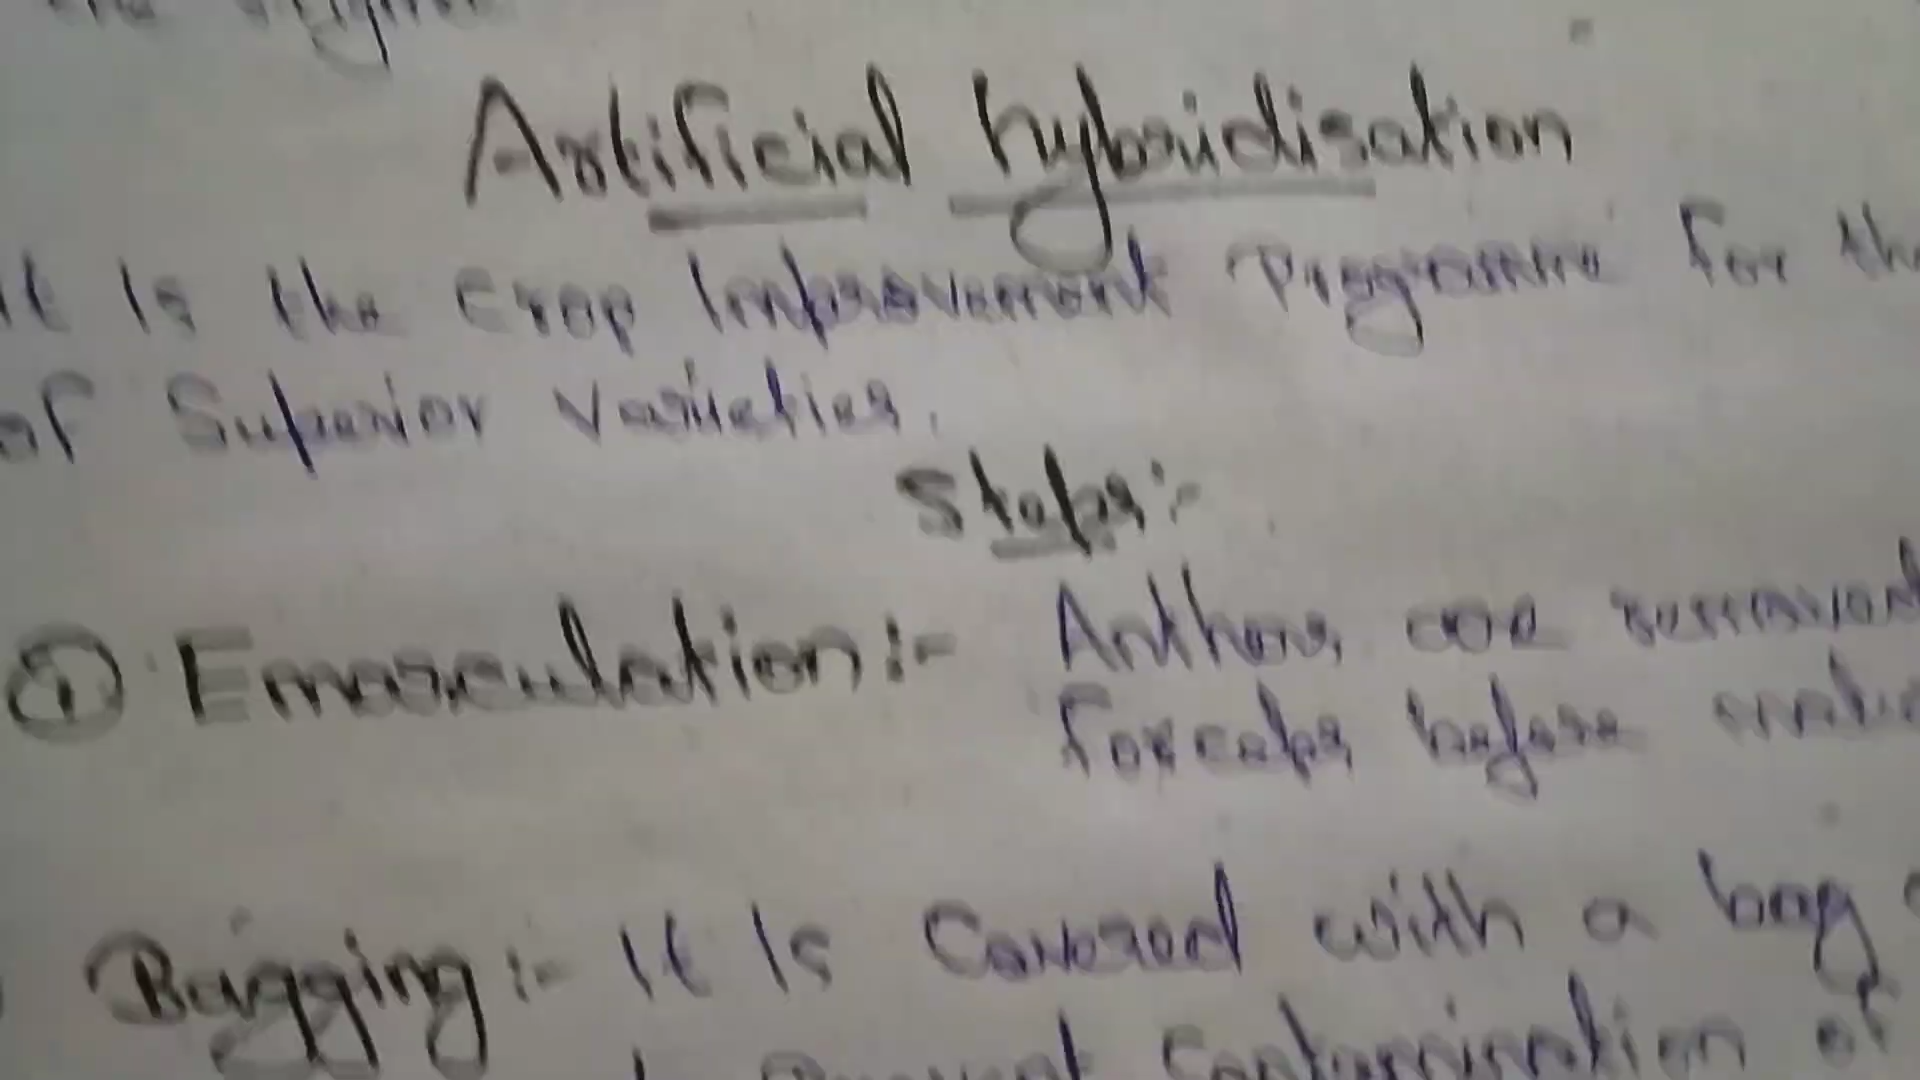 Artificial hybridisation
It Is the crop Improvement Programme for the
of Superior Varieties.
Steps:-
① Emasculation:- Anthers are
Forceps before
Bagging:- It Is Covered with a bag
Contamination of